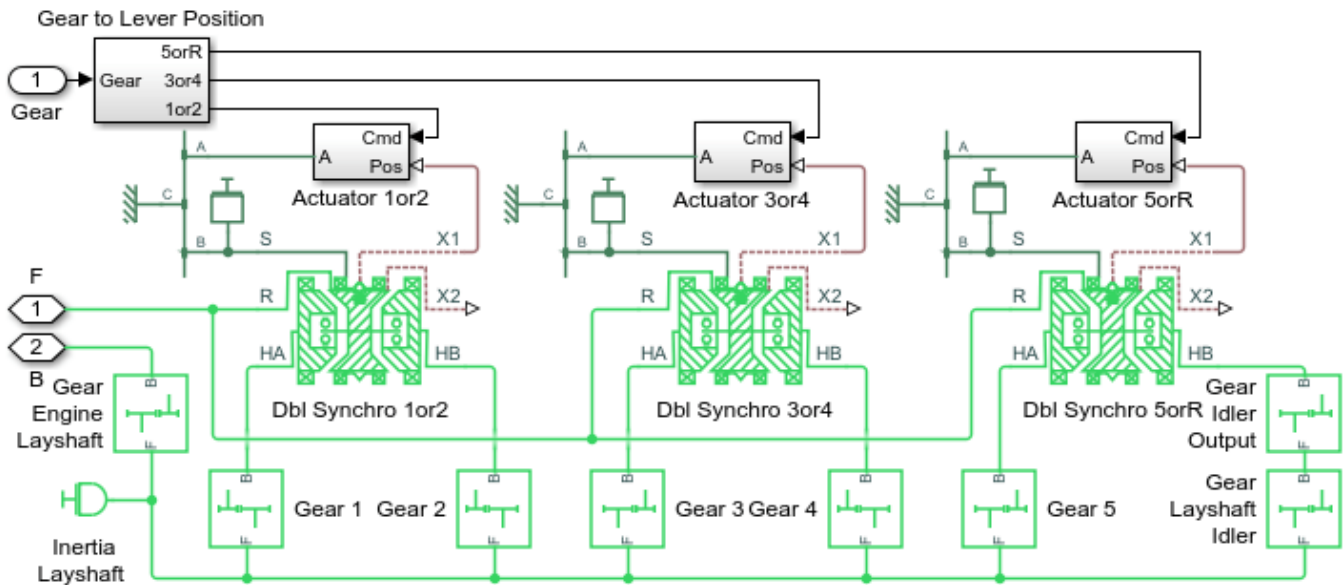 Gear to Lever Position
5orR
1
Gear
3or4
1or2
Gear
A
Cmd
A
Pos
Actuator 1or2
C
B
S
X1
A
Cmd
A
Pos
Actuator 3or4
C
B
S
X1
A
Cmd
A
Pos
Actuator 5orR
C
B
S
X1
F
1
2
B
R
X2
HA
HB
Dbl Synchro 1or2
R
X2
HA
HB
Dbl Synchro 3or4
R
X2
HA
HB
Dbl Synchro 5orR
B
Gear
Engine
Layshaft
F
B
Gear
Idler
Output
F
B
Gear 1
F
B
Gear 2
F
B
Gear 3
F
B
Gear 4
F
B
Gear 5
F
B
Gear
Layshaft
Idler
F
Inertia
Layshaft